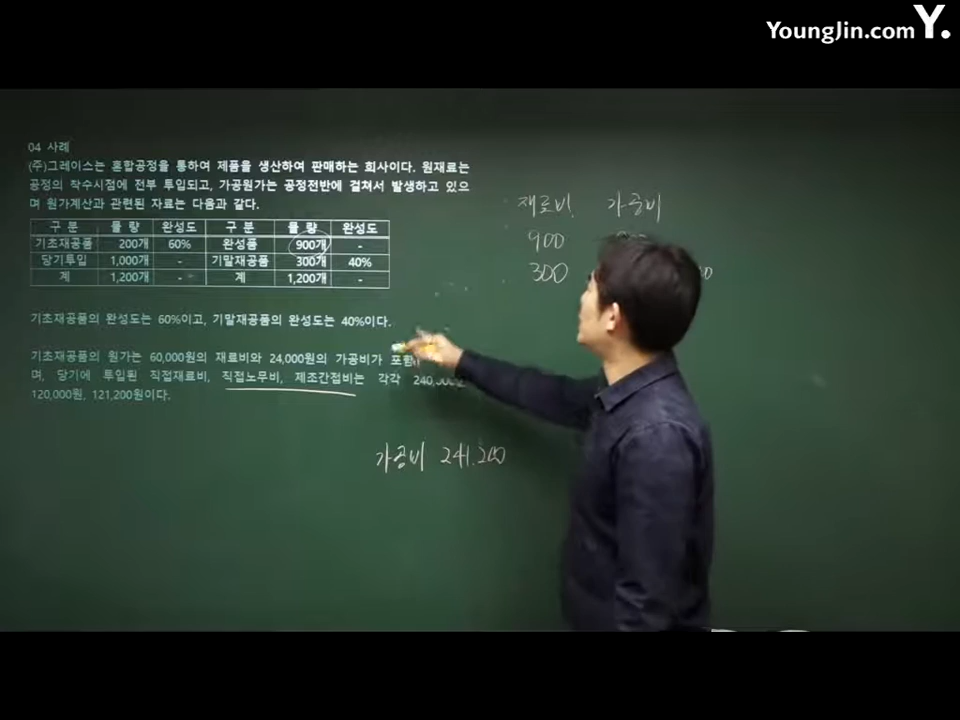 YoungJin.com Y.
04 사례
(주)그레이스는 혼합공정을 통하여 제품을 생산하여 판매하는 회사이다. 원재료는
공정의 착수시점에 전부 투입되고, 가공원가는 공정전반에 걸쳐서 발생하고 있으
며 원가계산과 관련된 자료는 다음과 같다.
구 분 물 량 완성도 구 분 물 량 완성도
기초재공품 200개 60% 완성품 900개 -
당기투입 1,000개 - 기말재공품 300개 40%
계 1,200개 - 계 1,200개 -
기초재공품의 완성도는 60%이고, 기말재공품의 완성도는 40%이다.
기초재공품의 원가는 60,000원의 재료비와 24,000원의 가공비가
며, 당기에 투입된 직접재료비, 직접노무비, 제조간접비는 각각
120,000원, 121,200원이다.
재료비 가공비
900
300
가공비 241.200